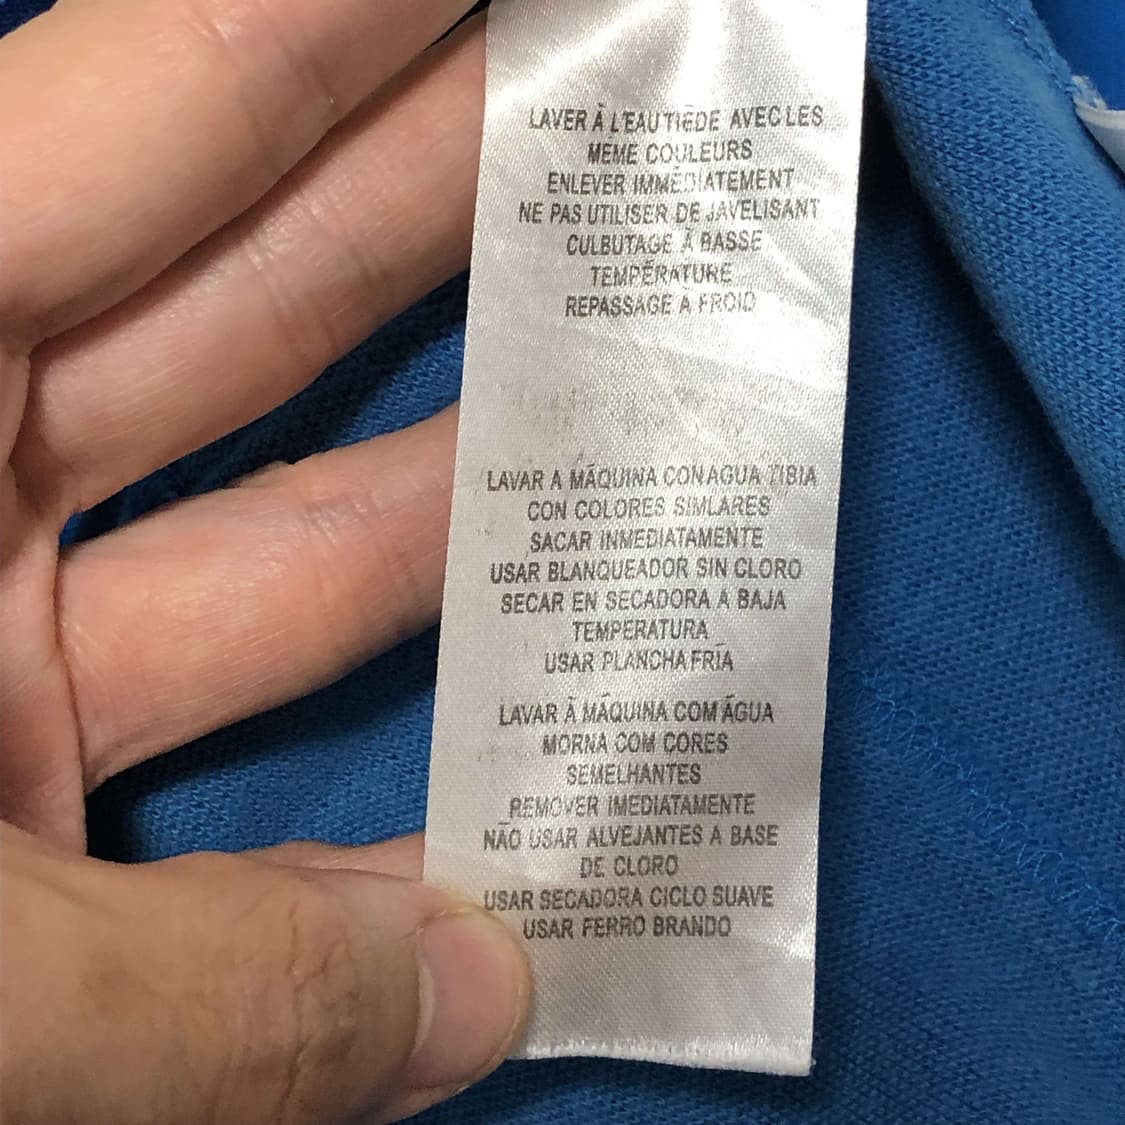 LAVER À L'EAU TIÈDE AVEC LES
MEME COULEURS
ENLEVER IMMÉDIATEMENT
NE PAS UTILISER DE JAVELISANT
CULBUTAGE À BASSE
TEMPÉRATURE
REPASSAGE À FROID
LAVAR A MÁQUINA CON AGUA TIBIA
CON COLORES SIMLARES
SACAR INMEDIATAMENTE
USAR BLANQUEADOR SIN CLORO
SECAR EN SECADORA A BAJA
TEMPERATURA
USAR PLANCHA FRÍA
LAVAR À MÁQUINA COM ÁGUA
MORNA COM CORES
SEMELHANTES
REMOVER IMEDIATAMENTE
NÃO USAR ALVEJANTES A BASE
DE CLORO
USAR SECADORA CICLO SUAVE
USAR FERRO BRANDO